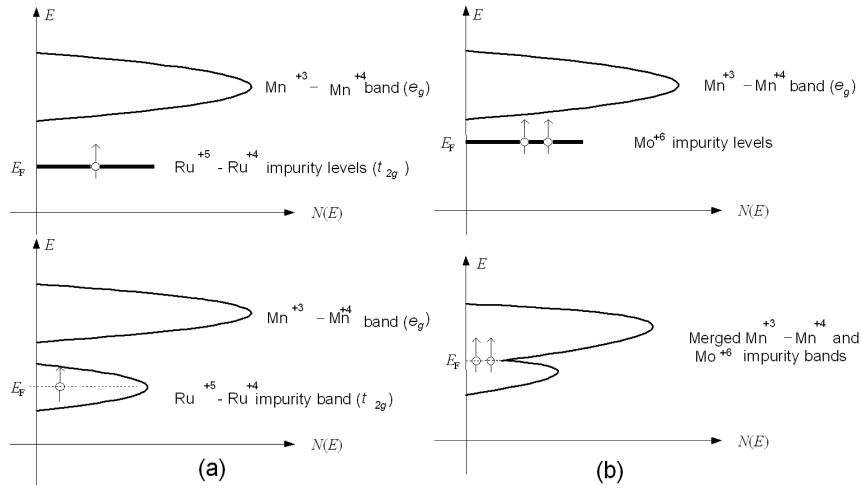 E
Mn+3 – Mn+4 band (eg)
EF
Ru+5 - Ru+4 impurity levels (t2g)
N(E)
E
Mn+3 – Mn+4 band (eg)
EF
Mo+6 impurity levels
N(E)
E
Mn+3 – Mn+4 band (eg)
EF
Ru+5 - Ru+4 impurity band (t2g)
N(E)
(a)
E
Merged Mn+3 – Mn+4 and
Mo+6 impurity bands
EF
N(E)
(b)